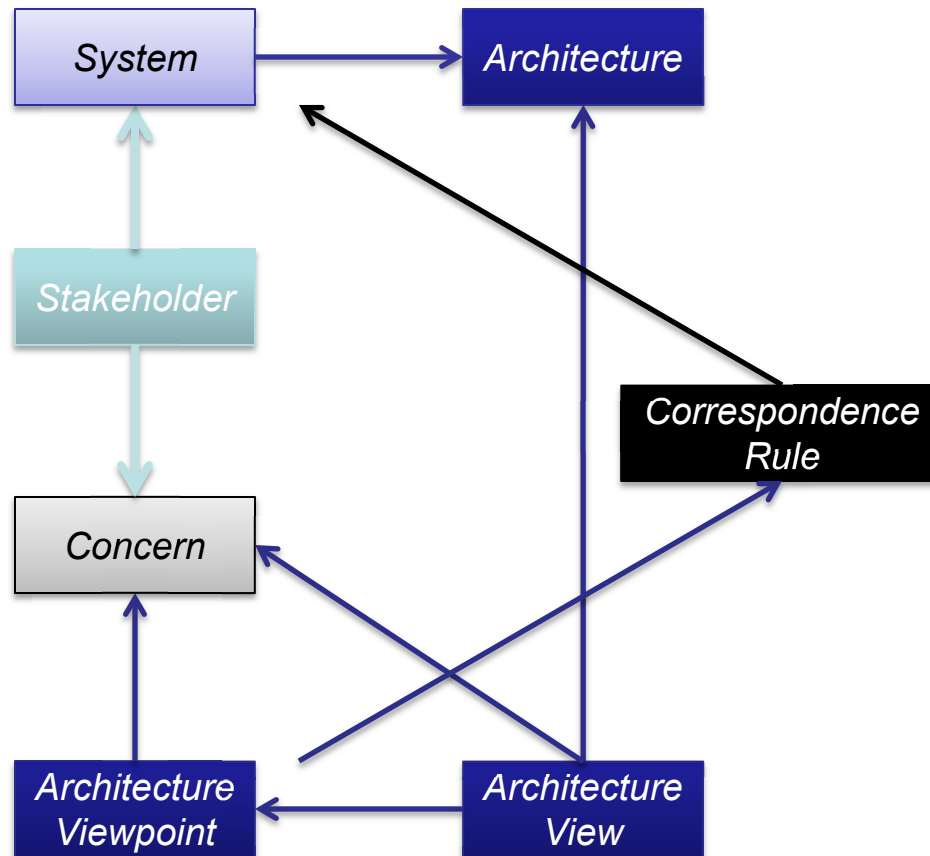 System
Architecture
Stakeholder
Correspondence
Rule
Concern
Architecture
Viewpoint
Architecture
View